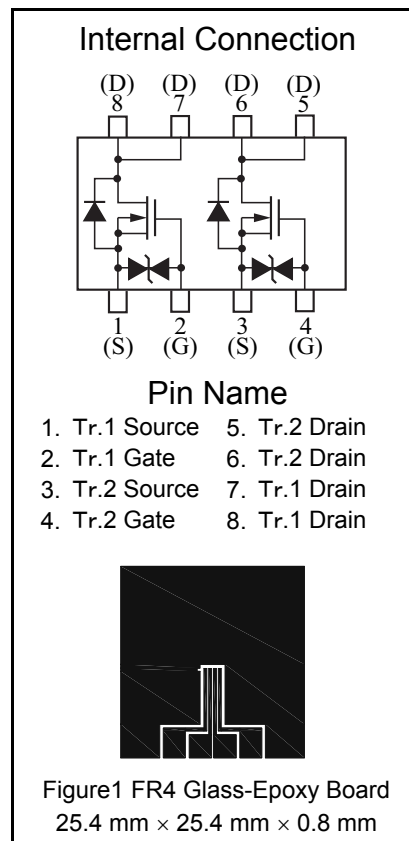 Internal Connection
(D) (D) (D) (D)
8 7 6 5
1 2 3 4
(S) (G) (S) (G)
Pin Name
1. Tr.1 Source 5. Tr.2 Drain
2. Tr.1 Gate 6. Tr.2 Drain
3. Tr.2 Source 7. Tr.1 Drain
4. Tr.2 Gate 8. Tr.1 Drain
Figure1 FR4 Glass-Epoxy Board
25.4 mm × 25.4 mm × 0.8 mm